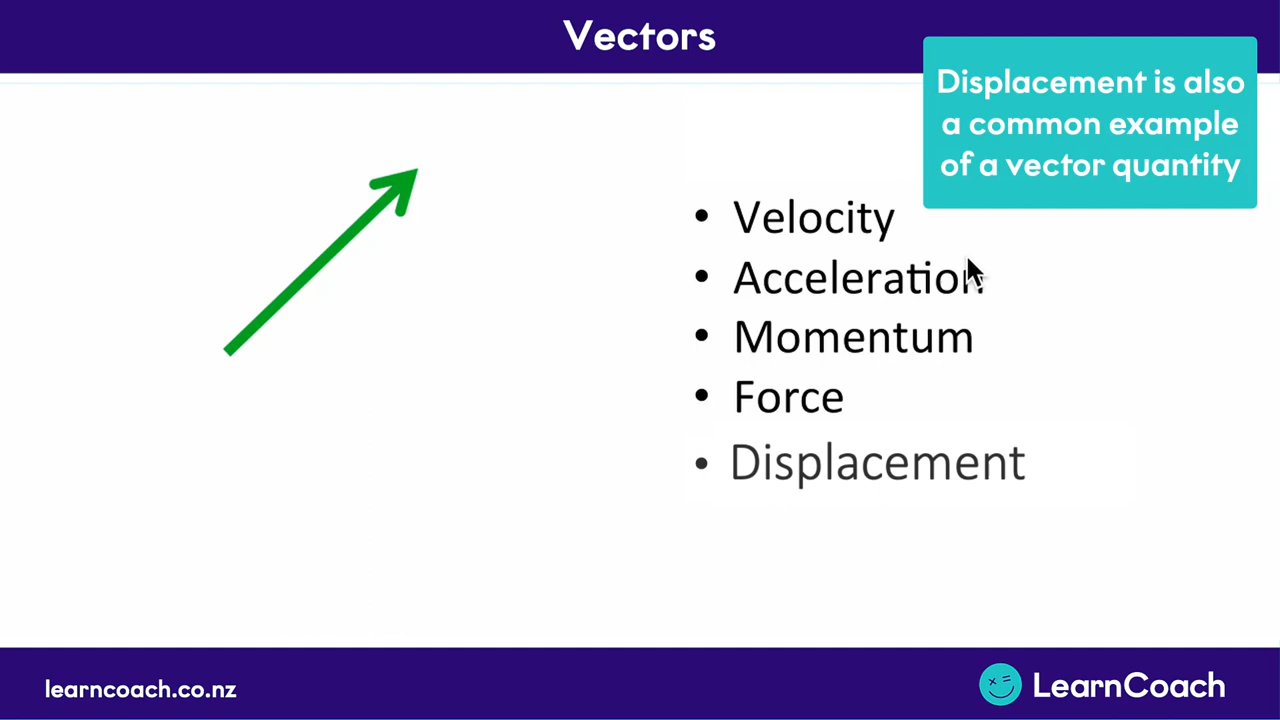 Vectors
Displacement is also
a common example
of a vector quantity
• Velocity
• Acceleration
• Momentum
• Force
• Displacement
learncoach.co.nz
LearnCoach